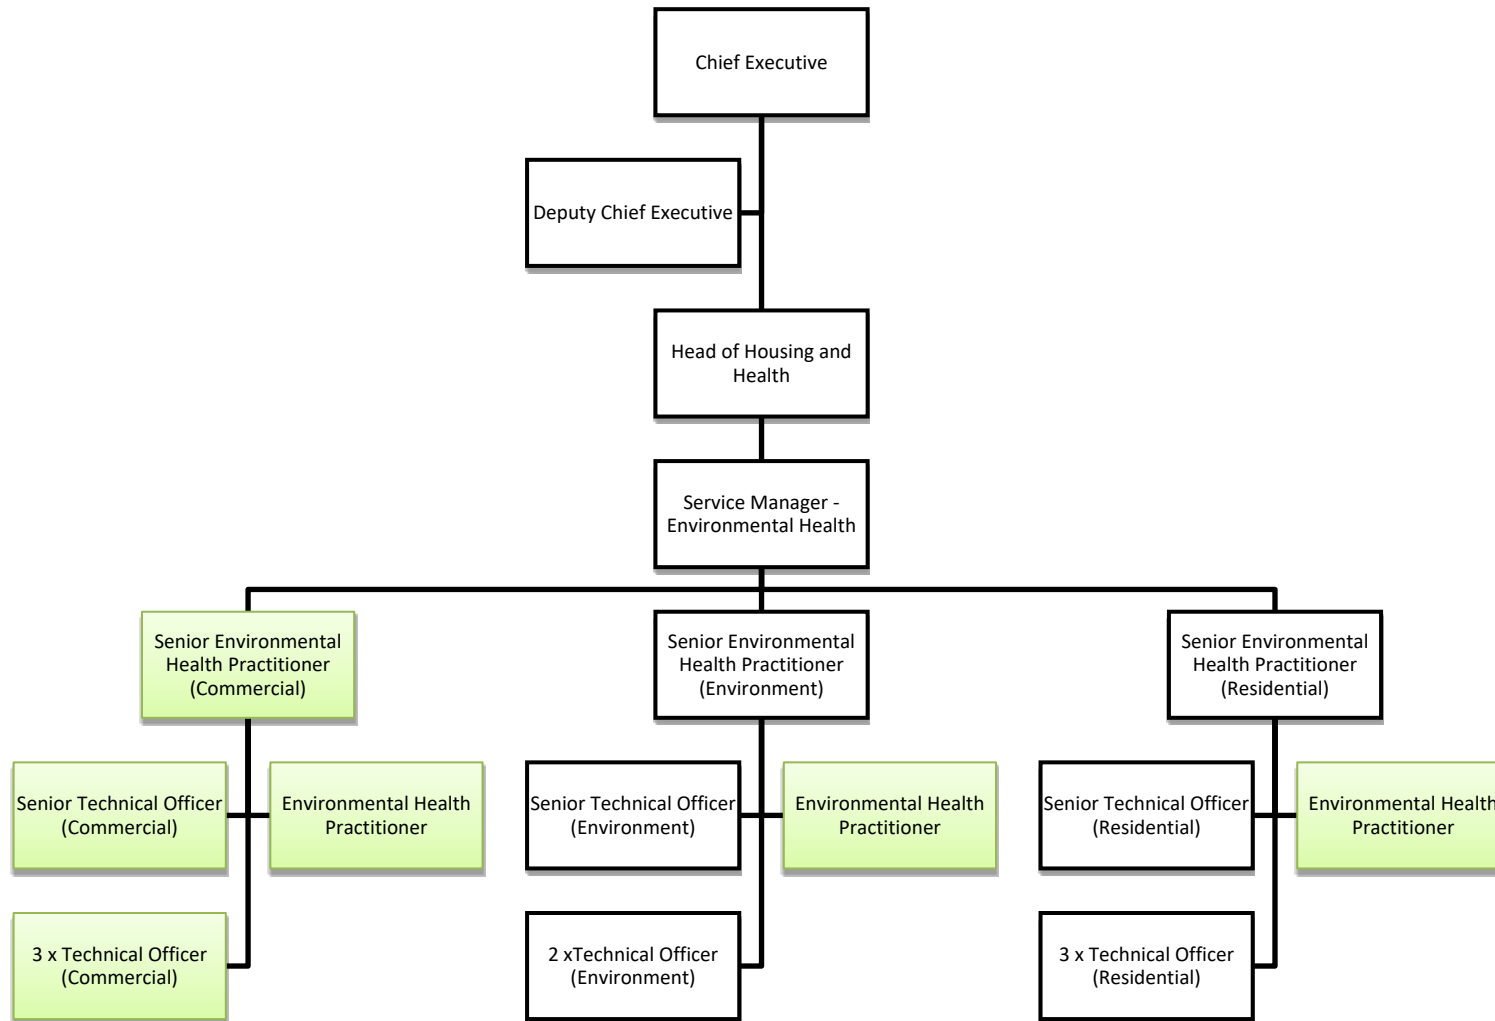 Chief Executive
Deputy Chief Executive
Head of Housing and
Health
Service Manager -
Environmental Health
Senior Environmental
Health Practitioner
(Commercial)
Senior Environmental
Health Practitioner
(Environment)
Senior Environmental
Health Practitioner
(Residential)
Senior Technical Officer
(Commercial)
Environmental Health
Practitioner
Senior Technical Officer
(Environment)
Environmental Health
Practitioner
Senior Technical Officer
(Residential)
Environmental Health
Practitioner
3 x Technical Officer
(Commercial)
2 xTechnical Officer
(Environment)
3 x Technical Officer
(Residential)